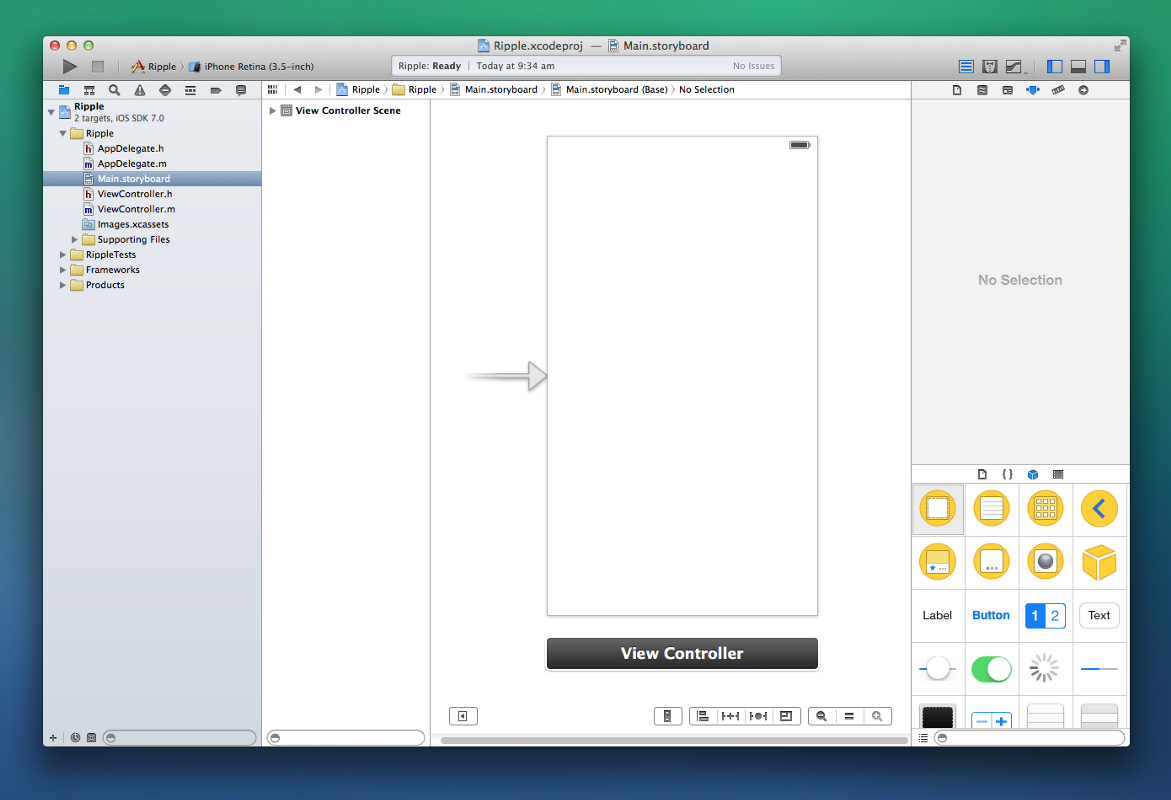 Ripple.xcodeproj — Main.storyboard
Ripple 〉 iPhone Retina (3.5-inch)
Ripple: Ready | Today at 9:34 am
No Issues
Ripple 〉 Ripple 〉 Main.storyboard 〉 Main.storyboard (Base) 〉 No Selection
Ripple
2 targets, iOS SDK 7.0
Ripple
h AppDelegate.h
m AppDelegate.m
Main.storyboard
h ViewController.h
m ViewController.m
Images.xcassets
Supporting Files
RippleTests
Frameworks
Products
View Controller Scene
View Controller
No Selection
{ }
Label Button 1 2 Text